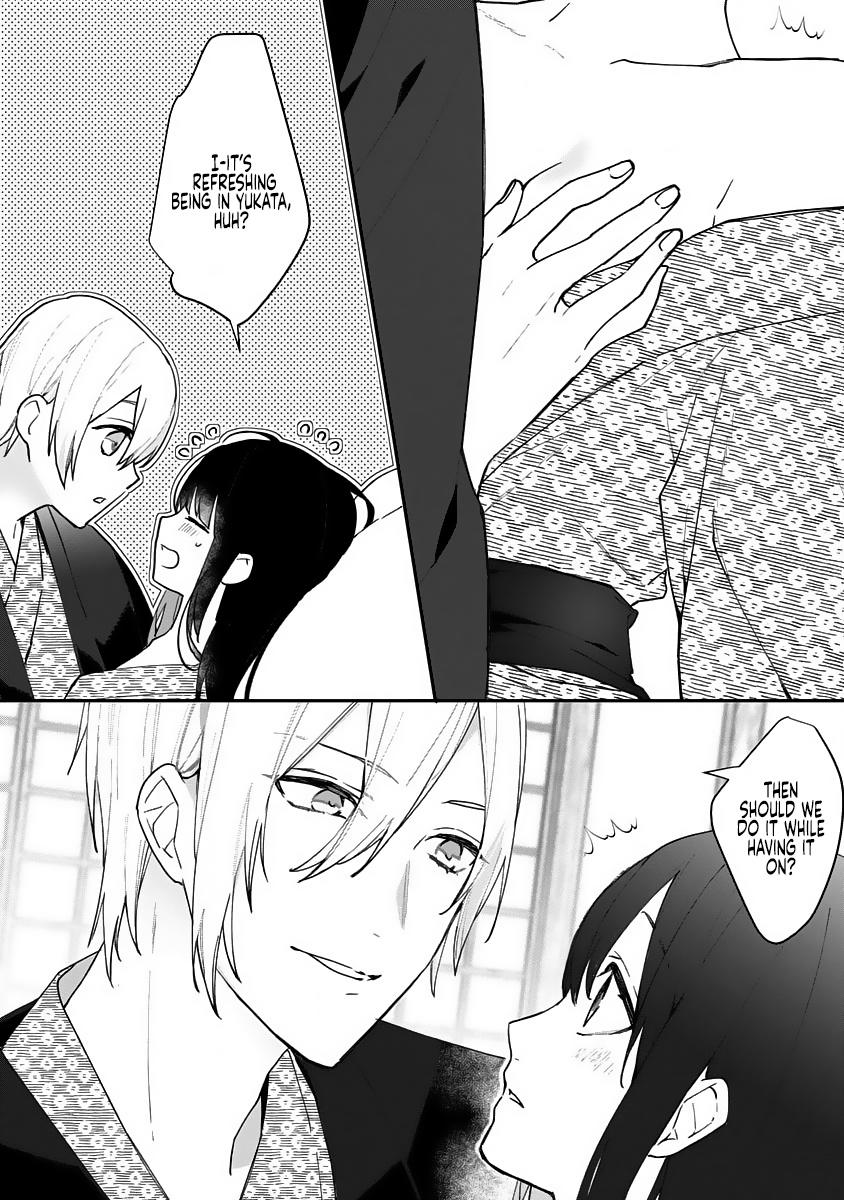 I-IT'S
REFRESHING
BEING IN YUKATA,
HUH?
THEN
SHOULD WE
DO IT WHILE
HAVING IT
ON?